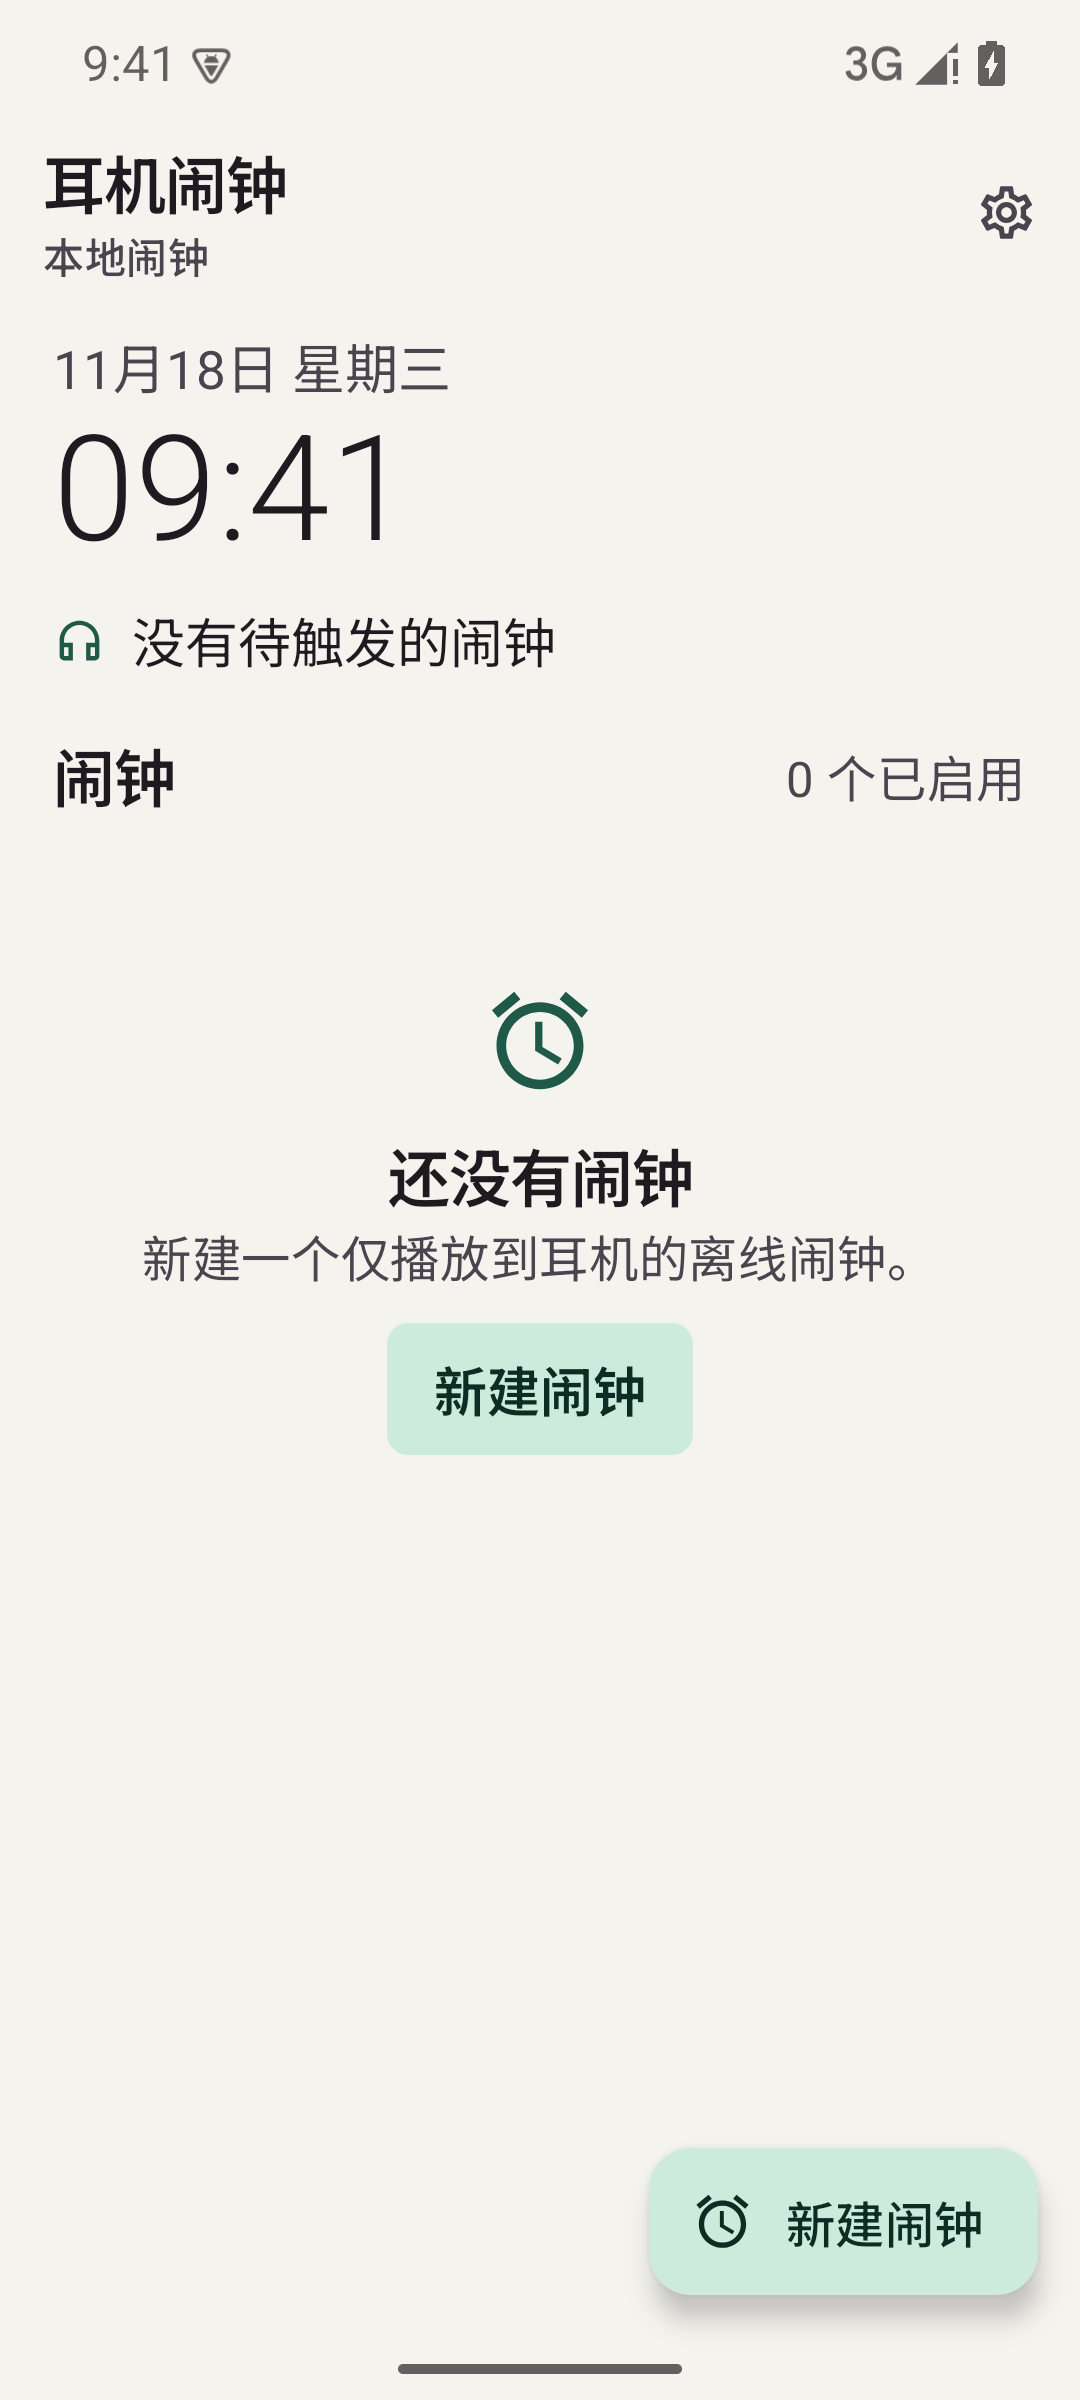 9:41
3G
耳机闹钟
本地闹钟
11月18日 星期三
09:41
没有待触发的闹钟
闹钟
0 个已启用
还没有闹钟
新建一个仅播放到耳机的离线闹钟。
新建闹钟
新建闹钟